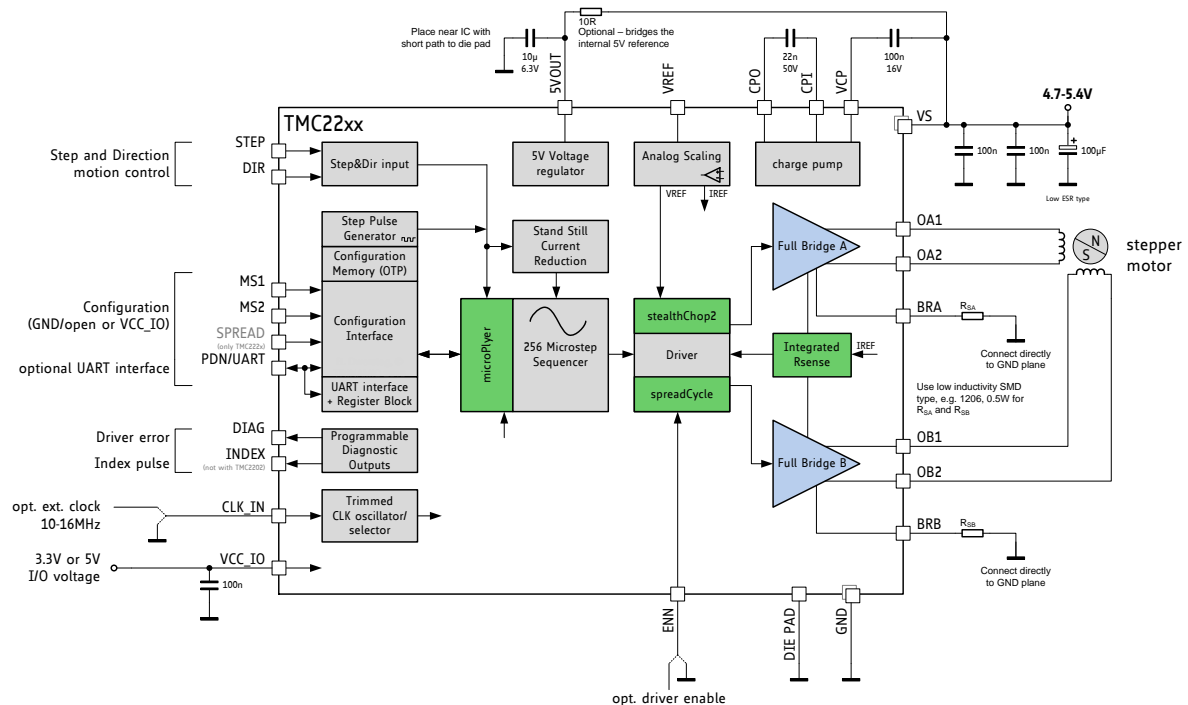 Place near IC with
short path to die pad
10µ
6.3V
10R
Optional – bridges the
internal 5V reference
5VOUT
VREF
CPO
22n
50V
CPI
VCP
100n
16V
4.7-5.4V
VS
100n
100n
100µF
+
Low ESR type
TMC22xx
Step and Direction
motion control
STEP
DIR
Step&Dir input
5V Voltage
regulator
Analog Scaling
VREF
IREF
charge pump
Step Pulse
Generator
Configuration
Memory (OTP)
Configuration
Interface
UART interface
+ Register Block
Stand Still
Current
Reduction
Full Bridge A
OA1
OA2
N
S
stepper
motor
Configuration
(GND/open or VCC_IO)
optional UART interface
MS1
MS2
SPREAD
(only TMC222x)
PDN/UART
microPlyer
256 Microstep
Sequencer
stealthChop2
Driver
spreadCycle
Integrated
Rsense
IREF
BRA
RSA
Connect directly
to GND plane
Use low inductivity SMD
type, e.g. 1206, 0.5W for
RSA and RSB
Driver error
Index pulse
DIAG
INDEX
(not with TMC2202)
Programmable
Diagnostic
Outputs
Full Bridge B
OB1
OB2
opt. ext. clock
10-16MHz
CLK_IN
Trimmed
CLK oscillator/
selector
BRB
RSB
Connect directly
to GND plane
3.3V or 5V
I/O voltage
VCC_IO
100n
ENN
DIE PAD
GND
opt. driver enable